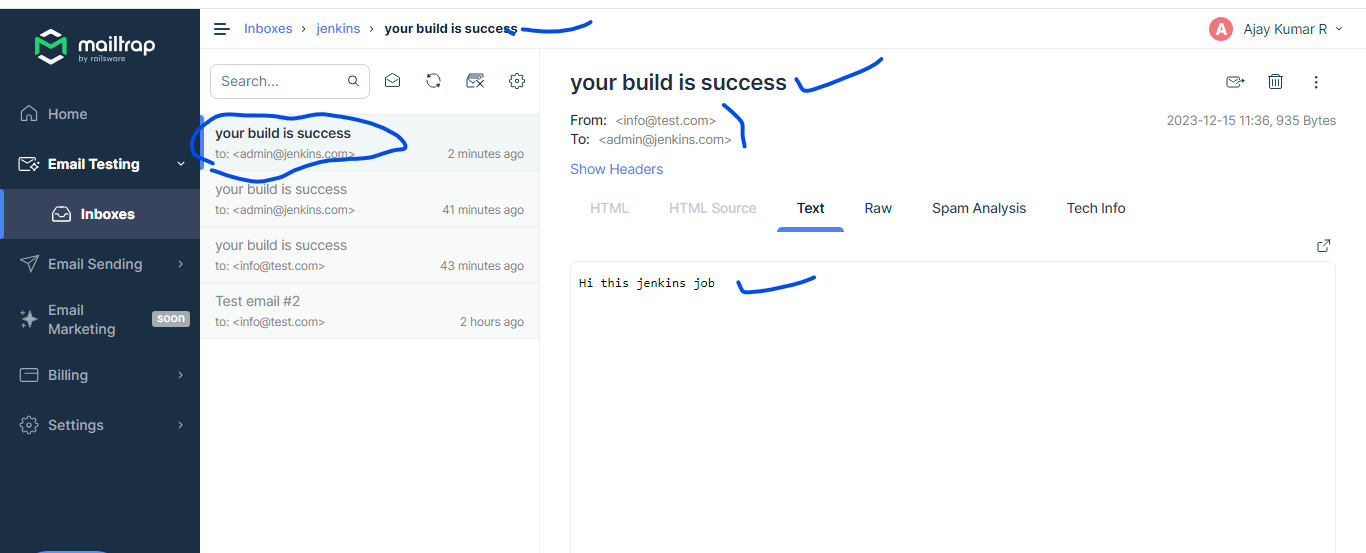 mailtrap
by railsware
Home
Email Testing
Inboxes
Email Sending
Email
Marketing
soon
Billing
Settings
Inboxes > jenkins > your build is success
A Ajay Kumar R
Search...
your build is success
to: <admin@jenkins.com> 2 minutes ago
your build is success
to: <admin@jenkins.com> 41 minutes ago
your build is success
to: <info@test.com> 43 minutes ago
Test email #2
to: <info@test.com> 2 hours ago
your build is success
From: <info@test.com>
To: <admin@jenkins.com>
2023-12-15 11:36, 935 Bytes
Show Headers
HTML HTML Source Text Raw Spam Analysis Tech Info
Hi this jenkins job